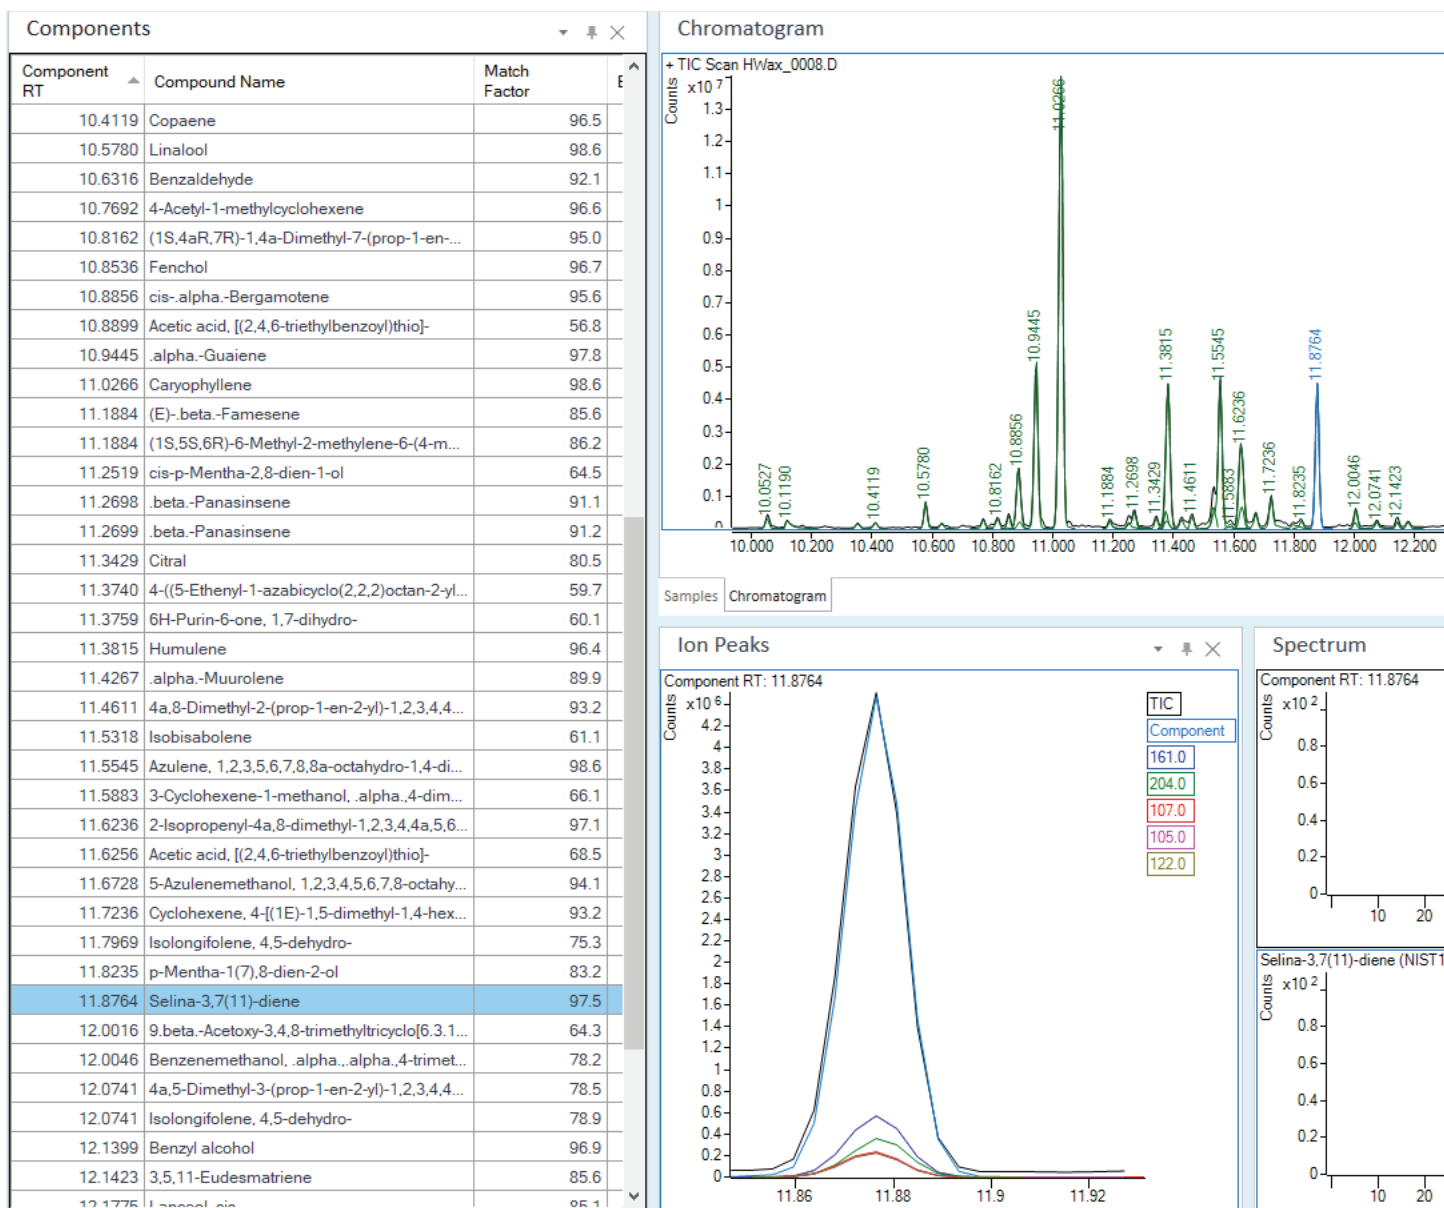 Components
Component RT
Compound Name
Match Factor
10.4119 Copaene 96.5
10.5780 Linalool 98.6
10.6316 Benzaldehyde 92.1
10.7692 4-Acetyl-1-methylcyclohexene 96.6
10.8162 (1S,4aR,7R)-1,4a-Dimethyl-7-(prop-1-en-... 95.0
10.8536 Fenchol 96.7
10.8856 cis-.alpha.-Bergamotene 95.6
10.8899 Acetic acid, [(2,4,6-triethylbenzoyl)thio]- 56.8
10.9445 .alpha.-Guaiene 97.8
11.0266 Caryophyllene 98.6
11.1884 (E)-.beta.-Famesene 85.6
11.1884 (1S,5S,6R)-6-Methyl-2-methylene-6-(4-m... 86.2
11.2519 cis-p-Mentha-2,8-dien-1-ol 64.5
11.2698 .beta.-Panasinsene 91.1
11.2699 .beta.-Panasinsene 91.2
11.3429 Citral 80.5
11.3740 4-((5-Ethenyl-1-azabicyclo(2,2,2)octan-2-yl... 59.7
11.3759 6H-Purin-6-one, 1,7-dihydro- 60.1
11.3815 Humulene 96.4
11.4267 .alpha.-Muurolene 89.9
11.4611 4a,8-Dimethyl-2-(prop-1-en-2-yl)-1,2,3,4,4... 93.2
11.5318 Isobisabolene 61.1
11.5545 Azulene, 1,2,3,5,6,7,8,8a-octahydro-1,4-di... 98.6
11.5883 3-Cyclohexene-1-methanol, .alpha.,4-dim... 66.1
11.6236 2-Isopropenyl-4a,8-dimethyl-1,2,3,4,4a,5,6... 97.1
11.6256 Acetic acid, [(2,4,6-triethylbenzoyl)thio]- 68.5
11.6728 5-Azulenemethanol, 1,2,3,4,5,6,7,8-octahy... 94.1
11.7236 Cyclohexene, 4-[(1E)-1,5-dimethyl-1,4-hex... 93.2
11.7969 Isolongifolene, 4,5-dehydro- 75.3
11.8235 p-Mentha-1(7),8-dien-2-ol 83.2
11.8764 Selina-3,7(11)-diene 97.5
12.0016 9.beta.-Acetoxy-3,4,8-trimethyltricyclo[6.3.1... 64.3
12.0046 Benzenemethanol, .alpha.,.alpha.,4-trimet... 78.2
12.0741 4a,5-Dimethyl-3-(prop-1-en-2-yl)-1,2,3,4,4... 78.5
12.0741 Isolongifolene, 4,5-dehydro- 78.9
12.1399 Benzyl alcohol 96.9
12.1423 3,5,11-Eudesmatriene 85.6
Chromatogram
+ TIC Scan HWax_0008.D
Counts
x10 7
1.3
1.2
1.1
1
0.9
0.8
0.7
0.6
0.5
0.4
0.3
0.2
0.1
0
10.0527
10.1190
10.4119
10.5780
10.8162
10.8856
10.9445
11.0266
11.1884
11.2698
11.3429
11.3815
11.4611
11.5545
11.5883
11.6236
11.7236
11.8235
11.8764
12.0046
12.0741
12.1423
10.000 10.200 10.400 10.600 10.800 11.000 11.200 11.400 11.600 11.800 12.000 12.200
Samples Chromatogram
Ion Peaks
Component RT: 11.8764
Counts
x10 6
4.2
4
3.8
3.6
3.4
3.2
3
2.8
2.6
2.4
2.2
2
1.8
1.6
1.4
1.2
1
0.8
0.6
0.4
0.2
0
TIC
Component
161.0
204.0
107.0
105.0
122.0
11.86 11.88 11.9 11.92
Spectrum
Component RT: 11.8764
Counts
x10 2
0.8
0.6
0.4
0.2
0
10 20
Selina-3,7(11)-diene (NIST1
Counts
x10 2
0.8
0.6
0.4
0.2
0
10 20